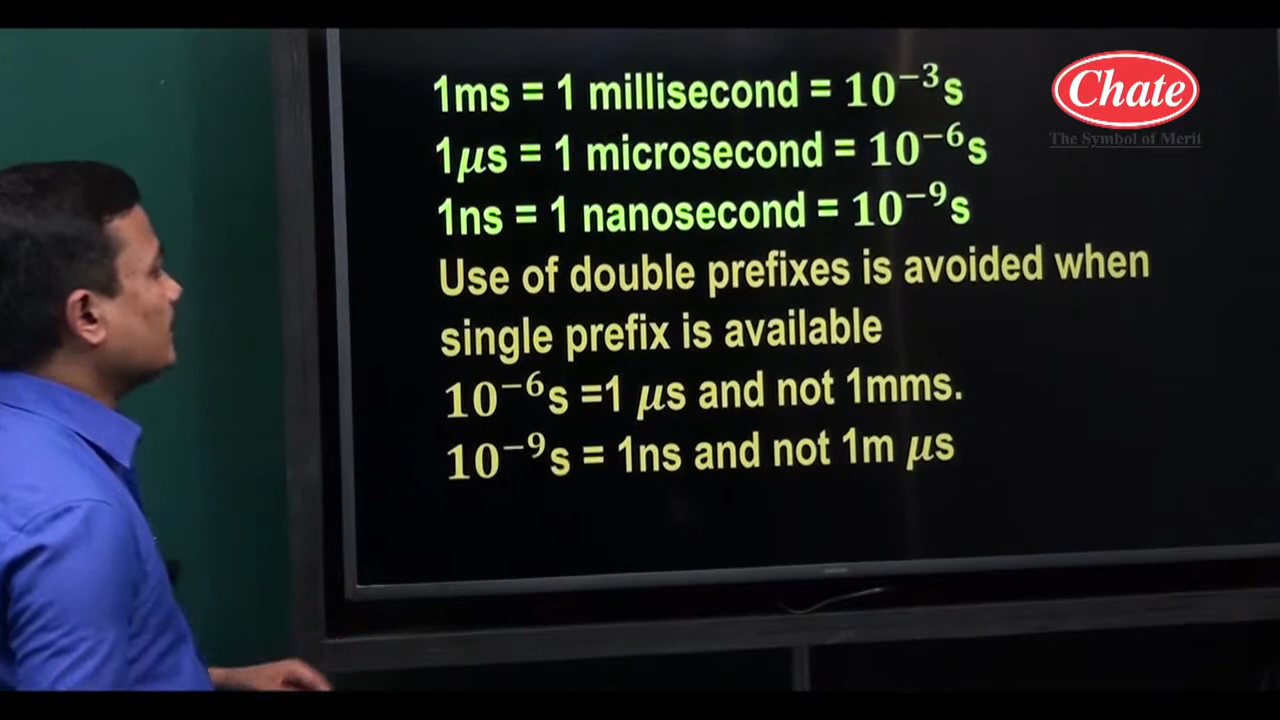 Chate
The Symbol of Merit
1ms = 1 millisecond = 10⁻³s
1μs = 1 microsecond = 10⁻⁶s
1ns = 1 nanosecond = 10⁻⁹s
Use of double prefixes is avoided when
single prefix is available
10⁻⁶s =1 μs and not 1mms.
10⁻⁹s = 1ns and not 1m μs